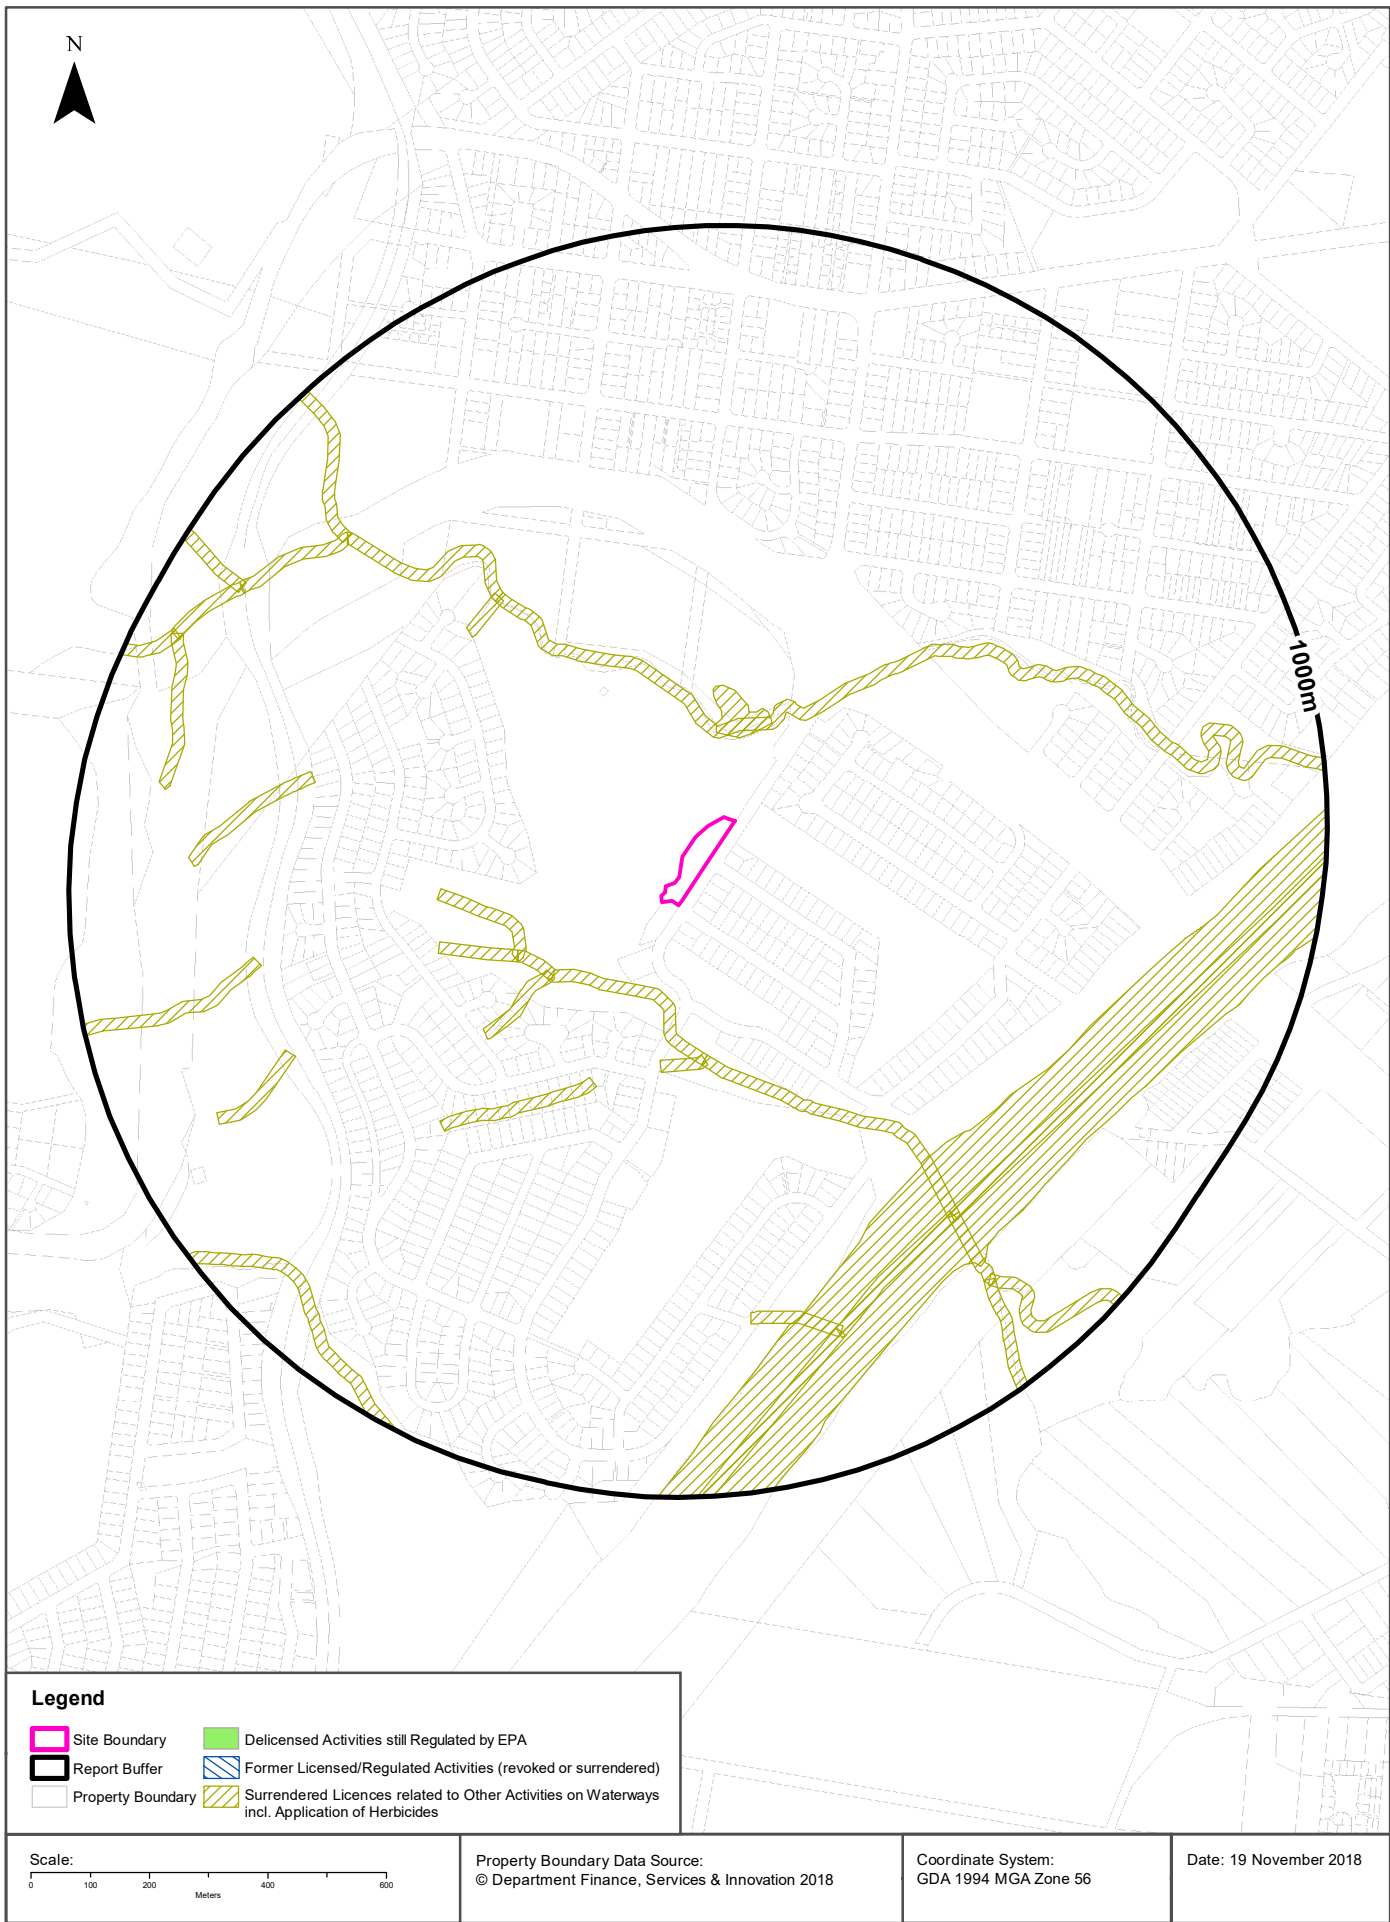 N
1000m
Legend
Site Boundary
Report Buffer
Property Boundary
Delicensed Activities still Regulated by EPA
Former Licensed/Regulated Activities (revoked or surrendered)
Surrendered Licences related to Other Activities on Waterways
incl. Application of Herbicides
Scale:
0 100 200 400 600
Meters
Property Boundary Data Source:
© Department Finance, Services & Innovation 2018
Coordinate System:
GDA 1994 MGA Zone 56
Date: 19 November 2018